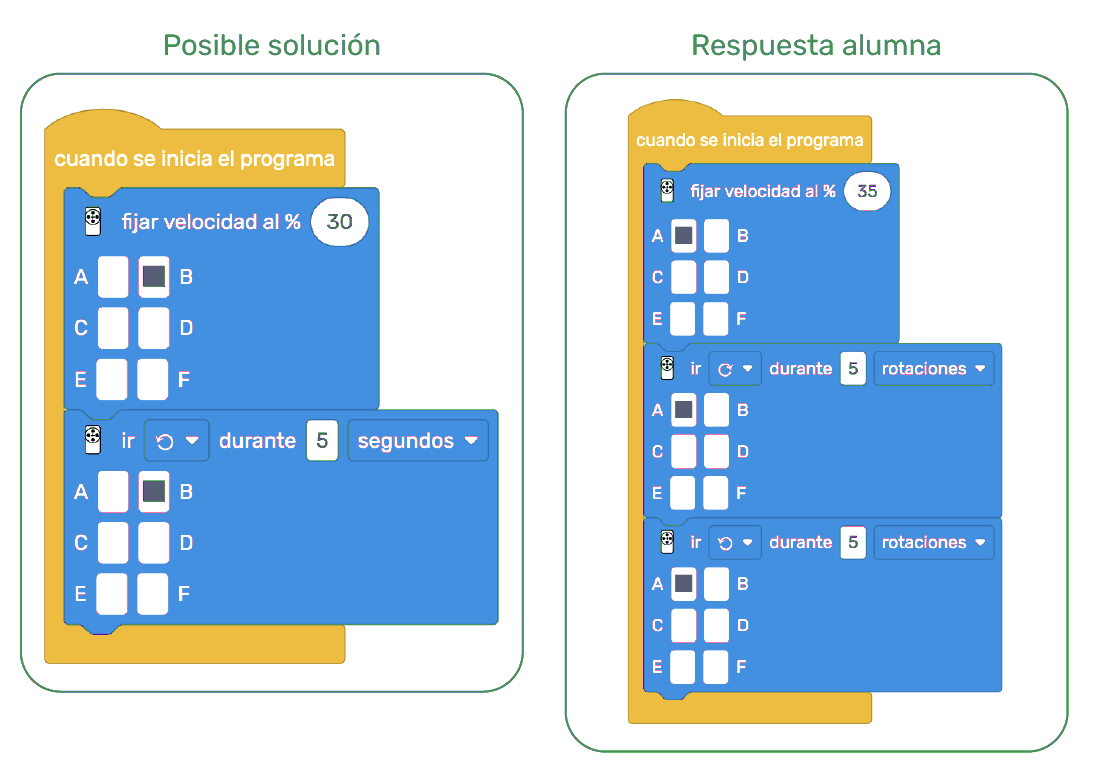 Posible solución
cuando se inicia el programa
fijar velocidad al % 30
A B
C D
E F
ir durante 5 segundos
A B
C D
E F
Respuesta alumna
cuando se inicia el programa
fijar velocidad al % 35
A B
C D
E F
ir durante 5 rotaciones
A B
C D
E F
ir durante 5 rotaciones
A B
C D
E F